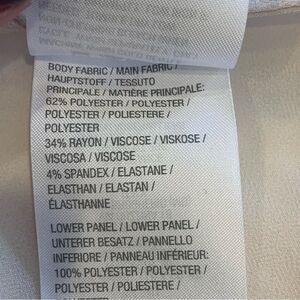 BODY FABRIC / MAIN FABRIC /
HAUPTSTOFF / TESSUTO
PRINCIPALE / MATIÈRE PRINCIPALE:
62% POLYESTER / POLYESTER /
POLYESTER / POLIESTERE /
POLYESTER
34% RAYON / VISCOSE / VISKOSE /
VISCOSA / VISCOSE
4% SPANDEX / ELASTANE /
ELASTHAN / ELASTAN /
ÉLASTHANNE
LOWER PANEL / LOWER PANEL /
UNTERER BESATZ / PANNELLO
INFERIORE / PANNEAU INFÉRIEUR:
100% POLYESTER / POLYESTER /
POLYESTER / POLIESTERE /
POLYESTER